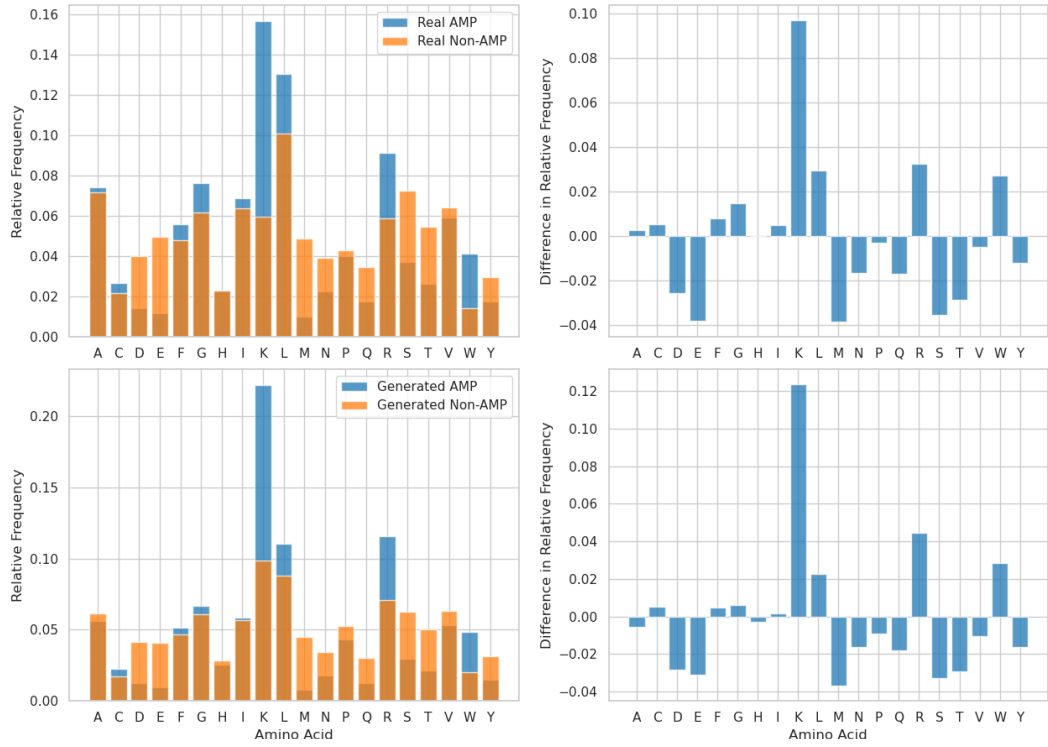 Relative Frequency
0.16
0.14
0.12
0.10
0.08
0.06
0.04
0.02
0.00
Real AMP
Real Non-AMP
A C D E F G H I K L M N P Q R S T V W Y
Difference in Relative Frequency
0.10
0.08
0.06
0.04
0.02
0.00
−0.02
−0.04
A C D E F G H I K L M N P Q R S T V W Y
Relative Frequency
0.20
0.15
0.10
0.05
0.00
Generated AMP
Generated Non-AMP
A C D E F G H I K L M N P Q R S T V W Y
Amino Acid
Difference in Relative Frequency
0.12
0.10
0.08
0.06
0.04
0.02
0.00
−0.02
−0.04
A C D E F G H I K L M N P Q R S T V W Y
Amino Acid